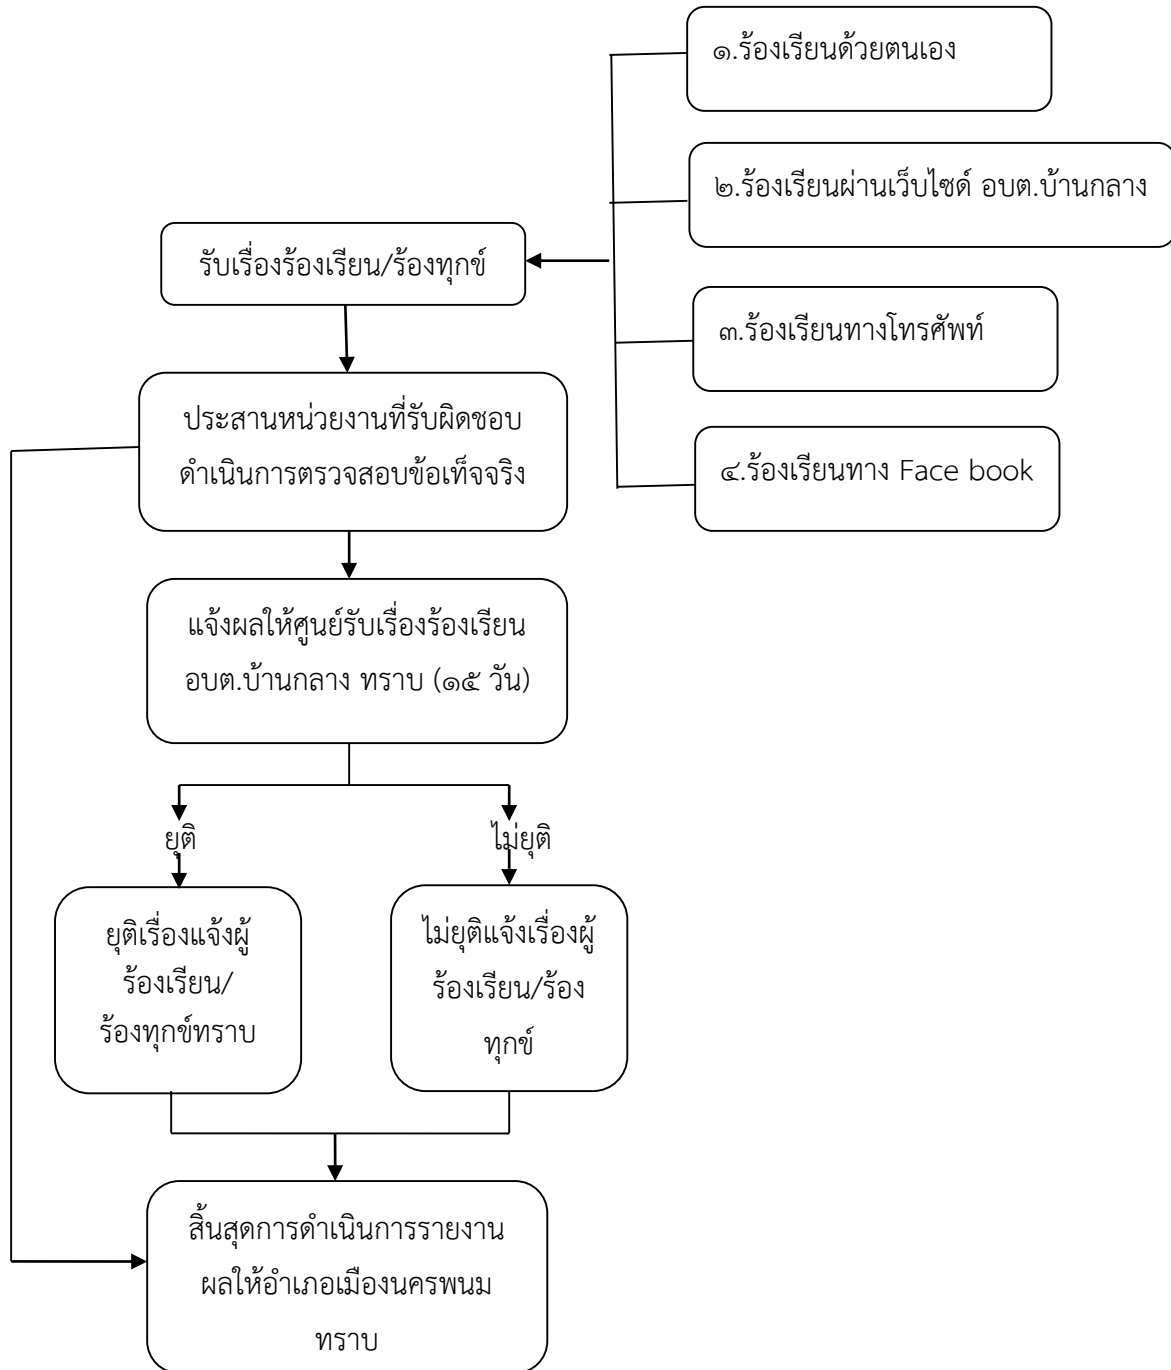 ๑.ร้องเรียนด้วยตนเอง
๒.ร้องเรียนผ่านเว็บไซด์ อบต.บ้านกลาง
รับเรื่องร้องเรียน/ร้องทุกข์
๓.ร้องเรียนทางโทรศัพท์
ประสานหน่วยงานที่รับผิดชอบ
ดำเนินการตรวจสอบข้อเท็จจริง
๔.ร้องเรียนทาง Face book
แจ้งผลให้ศูนย์รับเรื่องร้องเรียน
อบต.บ้านกลาง ทราบ (๑๕ วัน)
ยุติ
ไม่ยุติ
ยุติเรื่องแจ้งผู้
ร้องเรียน/
ร้องทุกข์ทราบ
ไม่ยุติแจ้งเรื่องผู้
ร้องเรียน/ร้อง
ทุกข์
สิ้นสุดการดำเนินการรายงาน
ผลให้อำเภอเมืองนครพนม
ทราบ